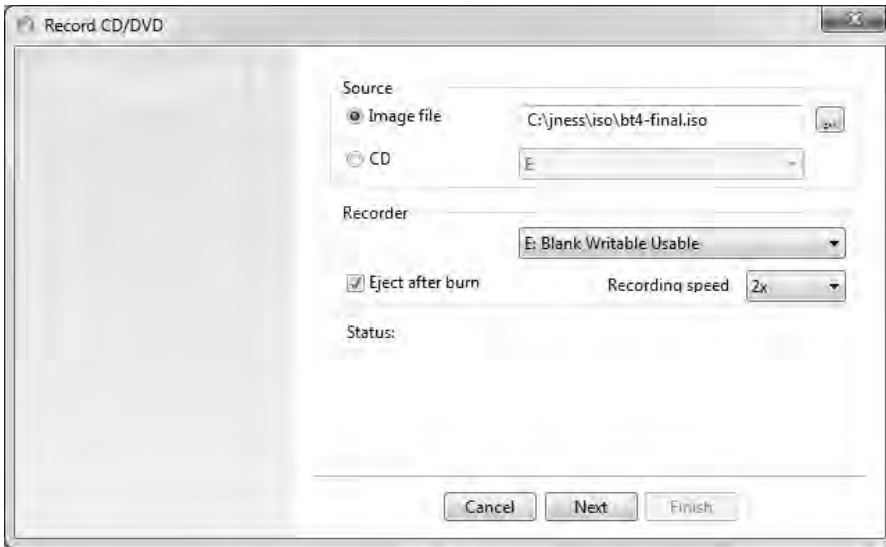 Record CD/DVD
Source
Image file
C:\jness\iso\bt4-final.iso
...
CD
E
Recorder
E: Blank Writable Usable
Eject after burn
Recording speed
2x
Status:
Cancel
Next
Finish